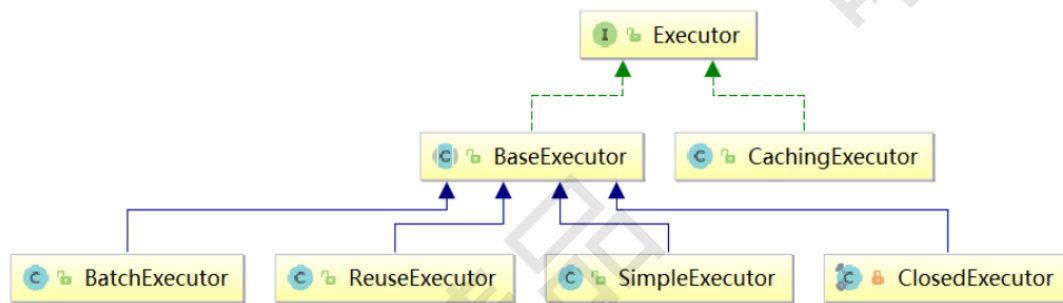 Executor
BaseExecutor
CachingExecutor
BatchExecutor
ReuseExecutor
SimpleExecutor
ClosedExecutor